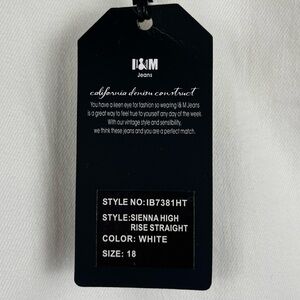 I&M
Jeans
california denim construct
You have a keen eye for fashion so wearing I& M Jeans
is a great way to feel true to yourself any day of the week.
With our vintage style and sensibility,
we think these jeans and you are a perfect match.
STYLE NO:IB7381HT
STYLE:SIENNA HIGH
RISE STRAIGHT
COLOR: WHITE
SIZE: 18